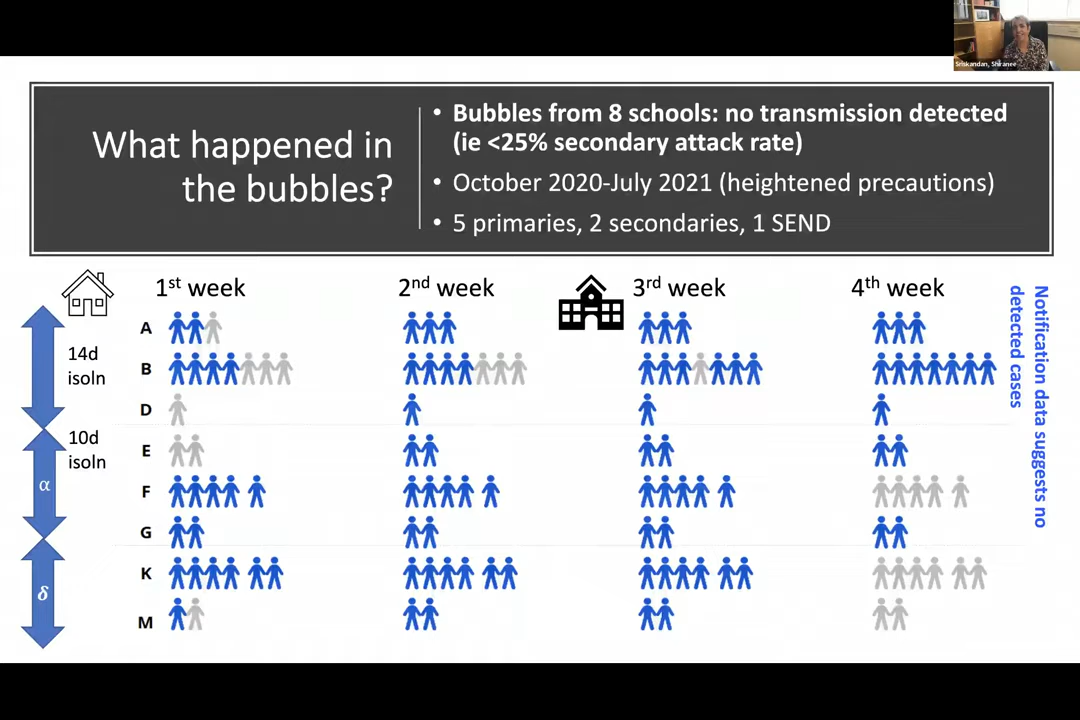 Sriskandan, Shiranee
What happened in
the bubbles?
• Bubbles from 8 schools: no transmission detected
(ie <25% secondary attack rate)
• October 2020-July 2021 (heightened precautions)
• 5 primaries, 2 secondaries, 1 SEND
1st week
2nd week
3rd week
4th week
A
14d
isoln
B
D
10d
isoln
E
α
F
G
K
δ
M
Notification data suggests no
detected cases